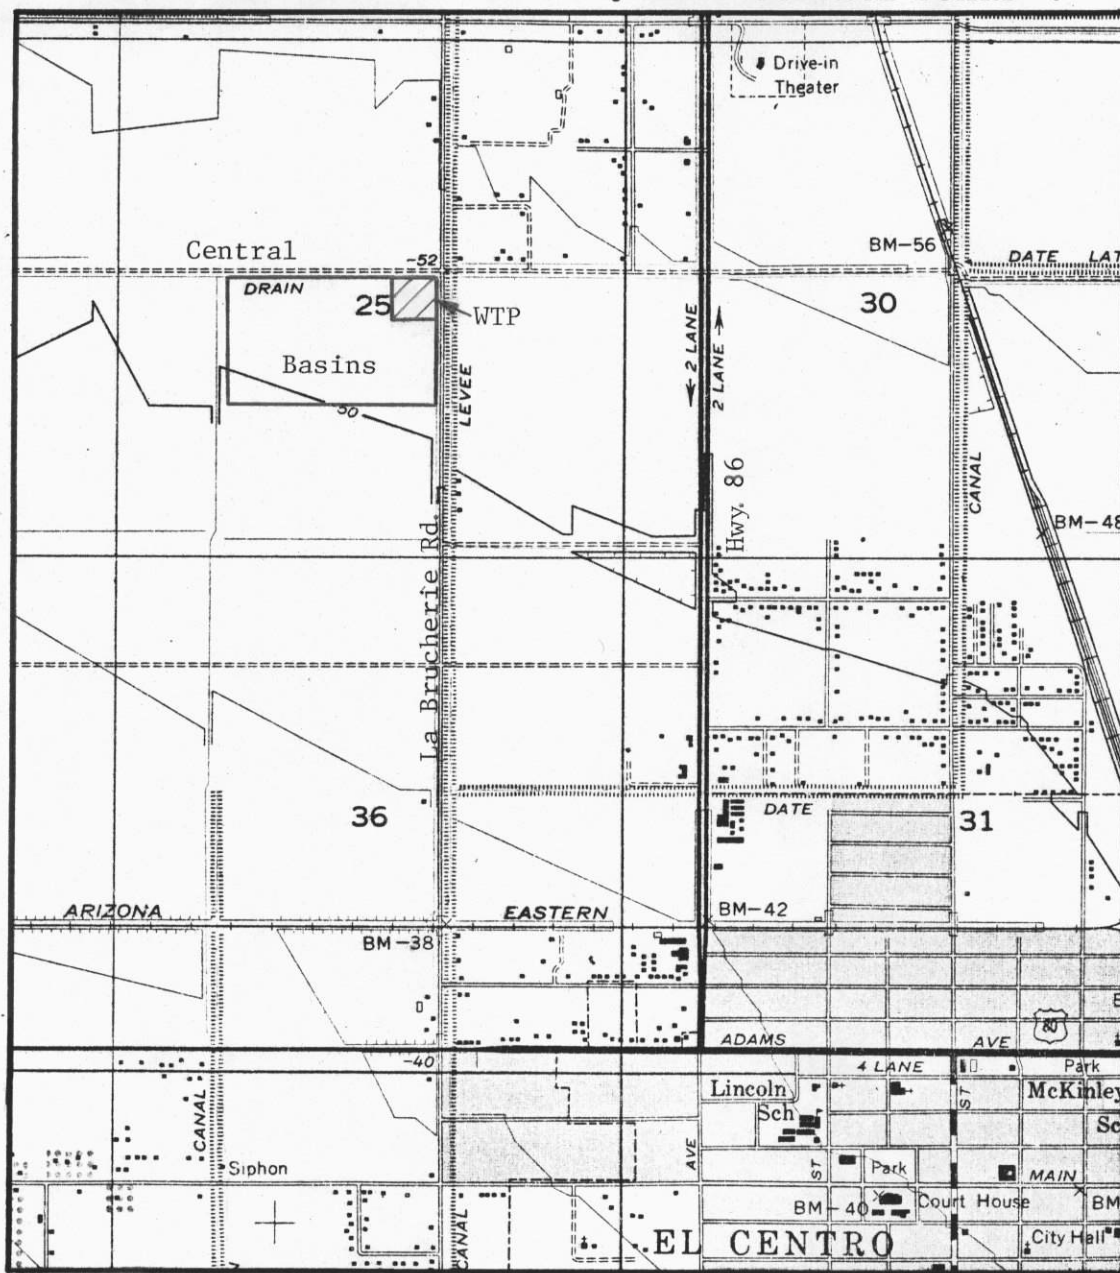 Drive-in
Theater
BM-56
Central
-52
DATE LAT
DRAIN
25
WTP
30
Basins
LEVEE
2 LANE
2 LANE
50
CANAL
Hwy. 86
BM-48
La Brucherie Rd
DATE
36
31
ARIZONA
EASTERN
BM-42
BM-38
80
ADAMS
AVE
-40
4 LANE
Park
Lincoln
Sch
ST
McKinley
Sc
CANAL
Siphon
AVE
ST
Park
MAIN
BM-40
Court House
BM
CANAL
EL CENTRO
City Hall